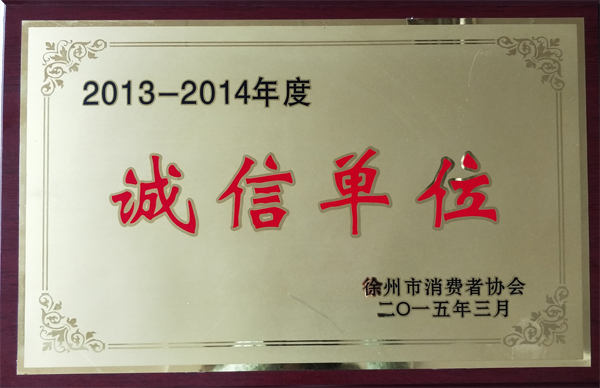 2013-2014年度
诚信单位
徐州市消费者协会
二〇一五年三月